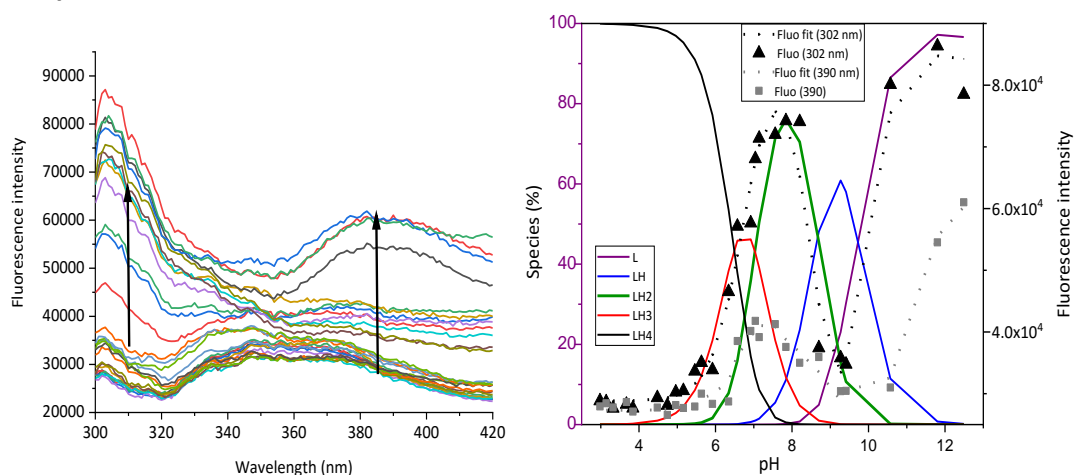 Fluorescence intensity
90000
80000
70000
60000
50000
40000
30000
20000
300 320 340 360 380 400 420
Wavelength (nm)
Species (%)
100
80
60
40
20
0
Fluo fit (302 nm)
Fluo (302 nm)
Fluo fit (390 nm)
Fluo (390)
L
LH
LH2
LH3
LH4
4 6 8 10 12
pH
8.0x10⁴
6.0x10⁴
4.0x10⁴
Fluorescence intensity